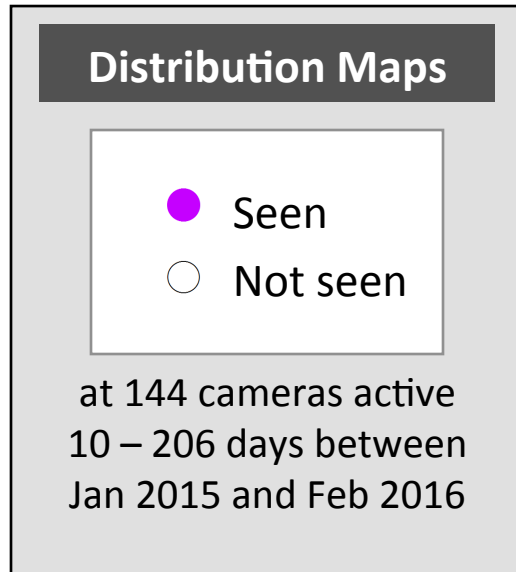 Distribution Maps
Seen
Not seen
at 144 cameras active
10 – 206 days between
Jan 2015 and Feb 2016